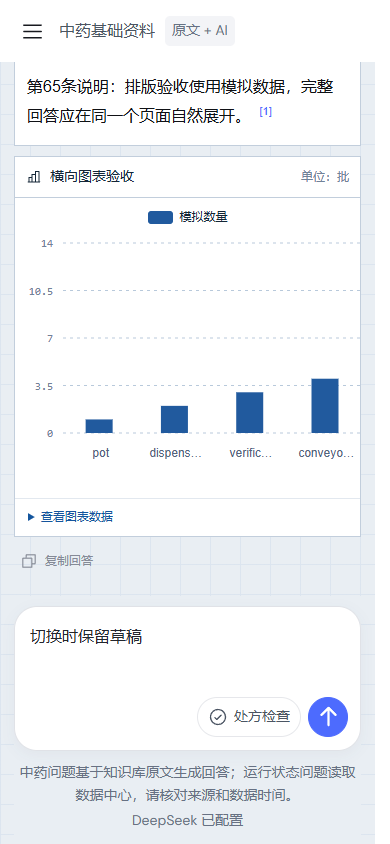 中药基础资料
原文 + AI
第65条说明：排版验收使用模拟数据，完整
回答应在同一个页面自然展开。 [1]
横向图表验收
单位：批
模拟数量
14
10.5
7
3.5
0
pot
dispens...
verific...
conveyo...
查看图表数据
复制回答
切换时保留草稿
处方检查
中药问题基于知识库原文生成回答；运行状态问题读取
数据中心，请核对来源和数据时间。
DeepSeek 已配置